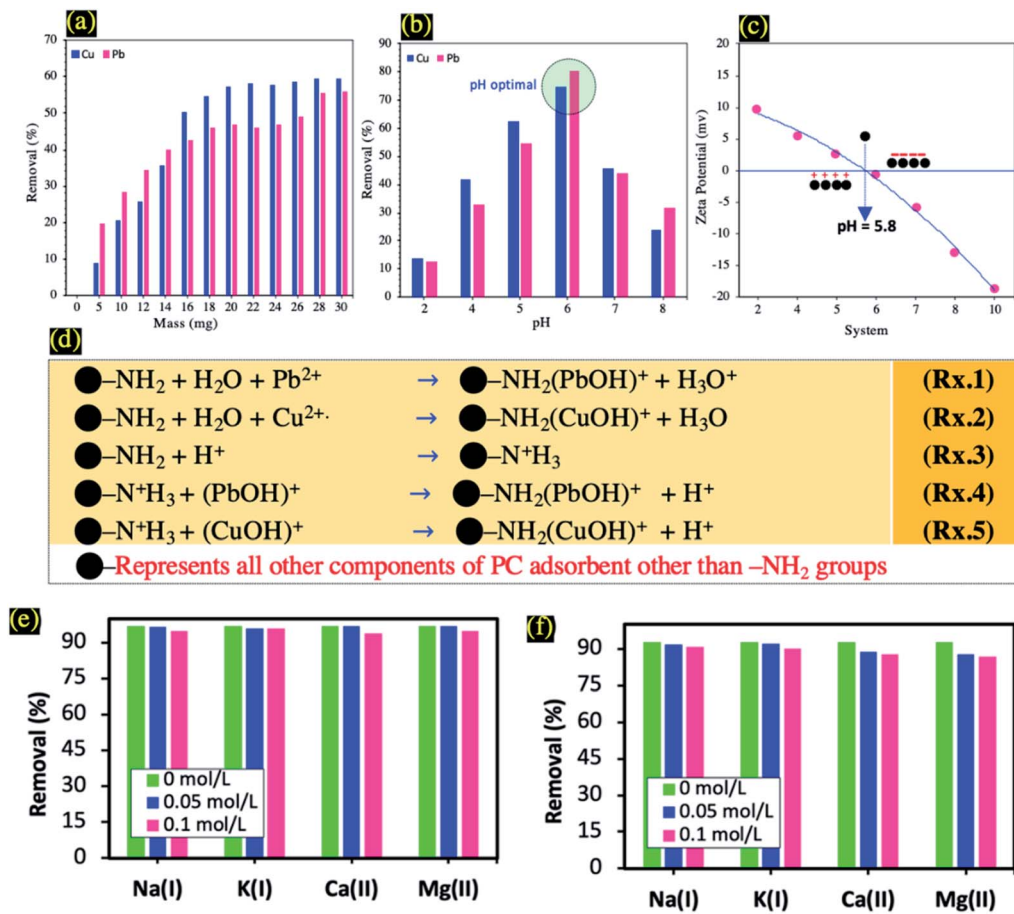 (a)
70
60
50
40
30
20
10
0
Removal (%)
Cu Pb
0 5 10 12 14 16 18 20 22 24 26 28 30
Mass (mg)
(b)
90
80
70
60
50
40
30
20
10
0
Removal (%)
Cu Pb
pH optimal
2 4 5 6 7 8
pH
(c)
20
15
10
5
0
-5
-10
-15
-20
Zeta Potential (mv)
+ + + +
pH = 5.8
2 4 5 6 7 8 10
System
(d)
–NH₂ + H₂O + Pb²⁺ → –NH₂(PbOH)⁺ + H₃O⁺ (Rx.1)
–NH₂ + H₂O + Cu²⁺· → –NH₂(CuOH)⁺ + H₃O (Rx.2)
–NH₂ + H⁺ → –N⁺H₃ (Rx.3)
–N⁺H₃ + (PbOH)⁺ → –NH₂(PbOH)⁺ + H⁺ (Rx.4)
–N⁺H₃ + (CuOH)⁺ → –NH₂(CuOH)⁺ + H⁺ (Rx.5)
–Represents all other components of PC adsorbent other than –NH₂ groups
(e)
90
75
60
45
30
15
0
Removal (%)
0 mol/L
0.05 mol/L
0.1 mol/L
Na(I) K(I) Ca(II) Mg(II)
(f)
90
75
60
45
30
15
0
Removal (%)
0 mol/L
0.05 mol/L
0.1 mol/L
Na(I) K(I) Ca(II) Mg(II)